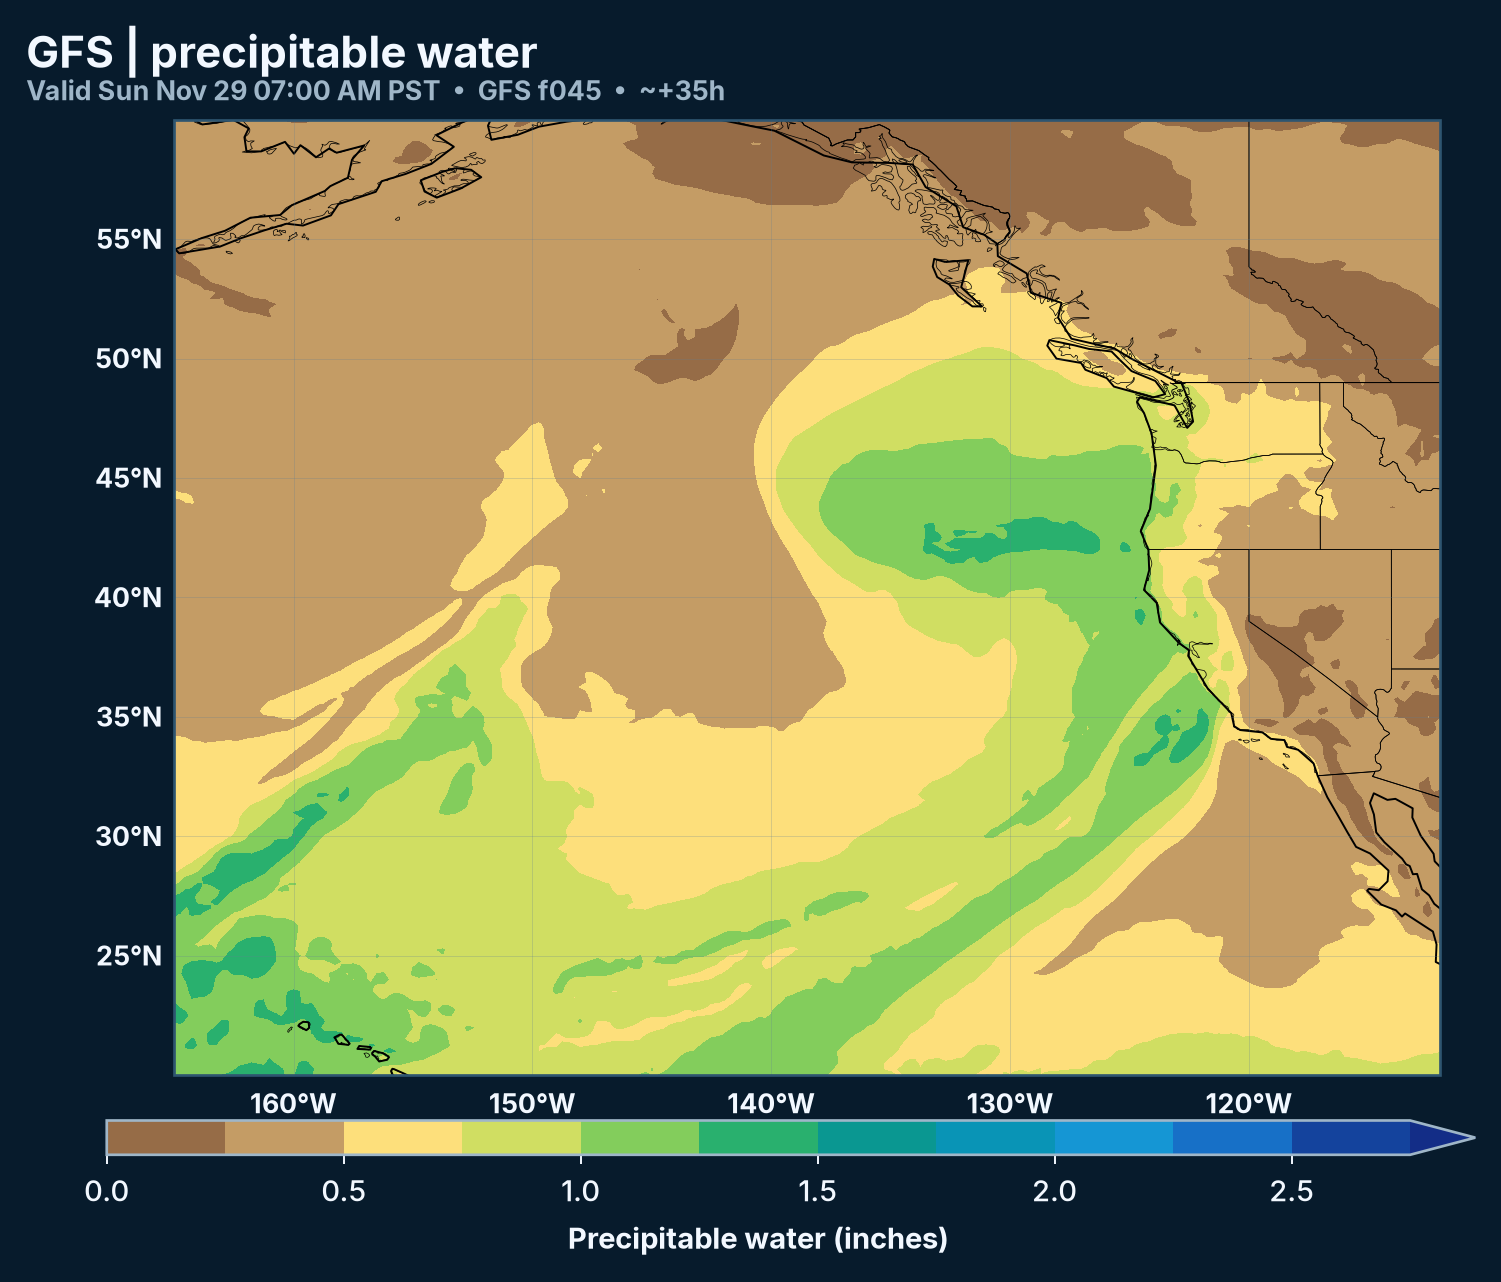 GFS | precipitable water
Valid Sun Nov 29 07:00 AM PST • GFS f045 • ~+35h
55°N
50°N
45°N
40°N
35°N
30°N
25°N
160°W 150°W 140°W 130°W 120°W
0.0 0.5 1.0 1.5 2.0 2.5
Precipitable water (inches)